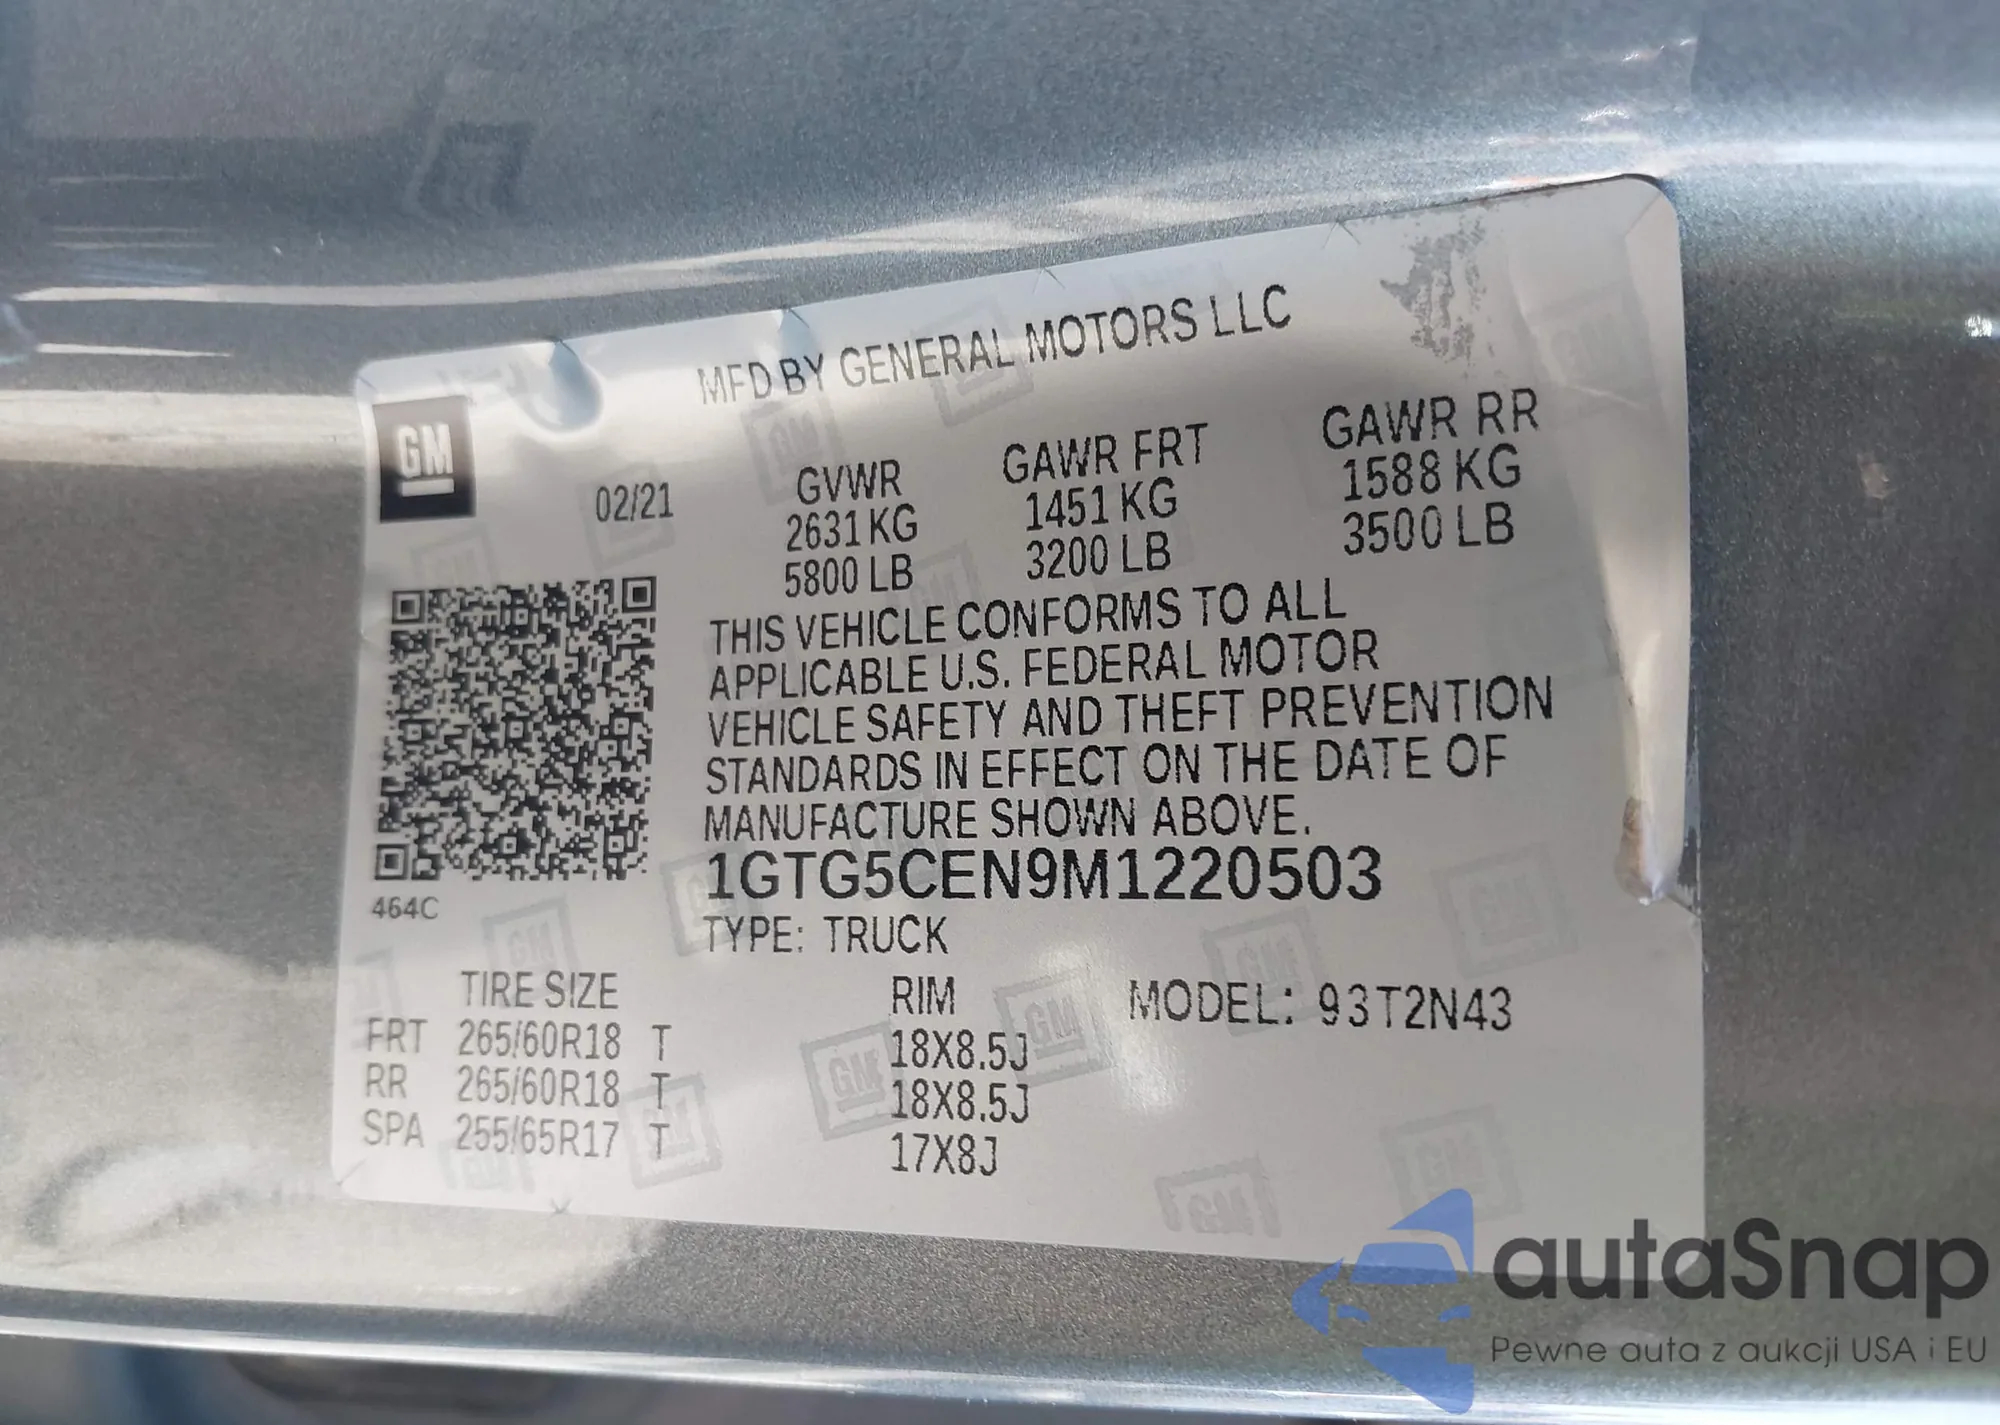 MFD BY GENERAL MOTORS LLC
GM
02/21
GVWR GAWR FRT GAWR RR
2631 KG 1451 KG 1588 KG
5800 LB 3200 LB 3500 LB
THIS VEHICLE CONFORMS TO ALL
APPLICABLE U.S. FEDERAL MOTOR
VEHICLE SAFETY AND THEFT PREVENTION
STANDARDS IN EFFECT ON THE DATE OF
MANUFACTURE SHOWN ABOVE.
1GTG5CEN9M1220503
464C
TYPE: TRUCK
TIRE SIZE RIM MODEL: 93T2N43
FRT 265/60R18 T 18X8.5J
RR 265/60R18 T 18X8.5J
SPA 255/65R17 T 17X8J
autaSnap
Pewne auta z aukcji USA i EU